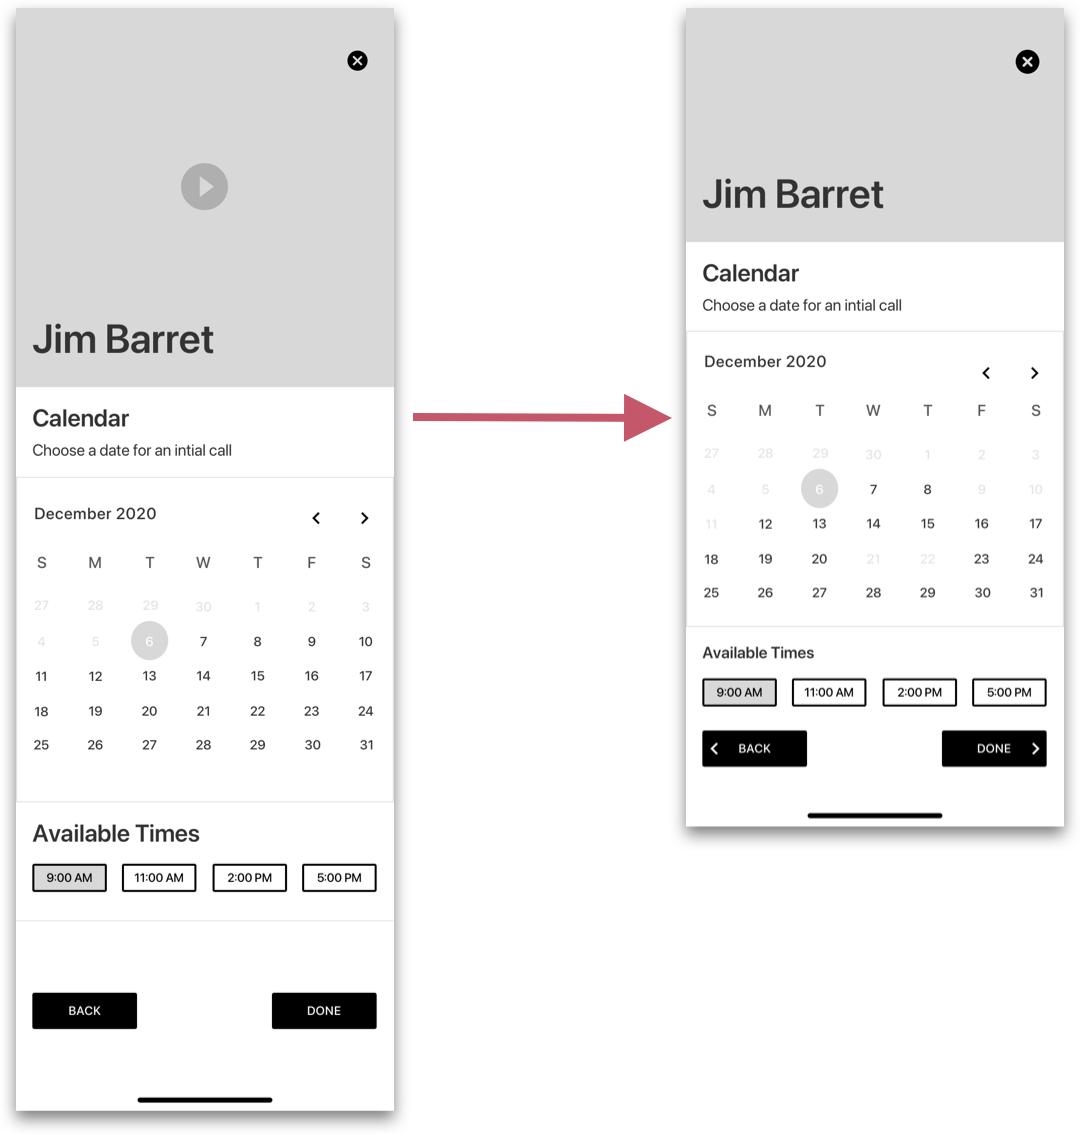 Jim Barret
Calendar
Choose a date for an intial call
December 2020
S M T W T F S
27 28 29 30 1 2 3
4 5 6 7 8 9 10
11 12 13 14 15 16 17
18 19 20 21 22 23 24
25 26 27 28 29 30 31
Available Times
9:00 AM 11:00 AM 2:00 PM 5:00 PM
BACK DONE
Jim Barret
Calendar
Choose a date for an intial call
December 2020
S M T W T F S
27 28 29 30 1 2 3
4 5 6 7 8 9 10
11 12 13 14 15 16 17
18 19 20 21 22 23 24
25 26 27 28 29 30 31
Available Times
9:00 AM 11:00 AM 2:00 PM 5:00 PM
BACK DONE